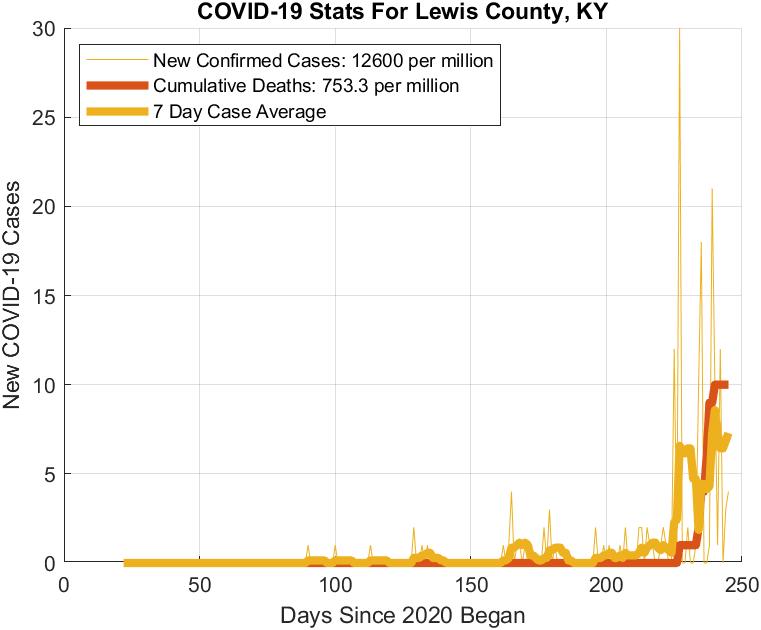 COVID-19 Stats For Lewis County, KY
New Confirmed Cases: 12600 per million
Cumulative Deaths: 753.3 per million
7 Day Case Average
New COVID-19 Cases
30
25
20
15
10
5
0
0 50 100 150 200 250
Days Since 2020 Began